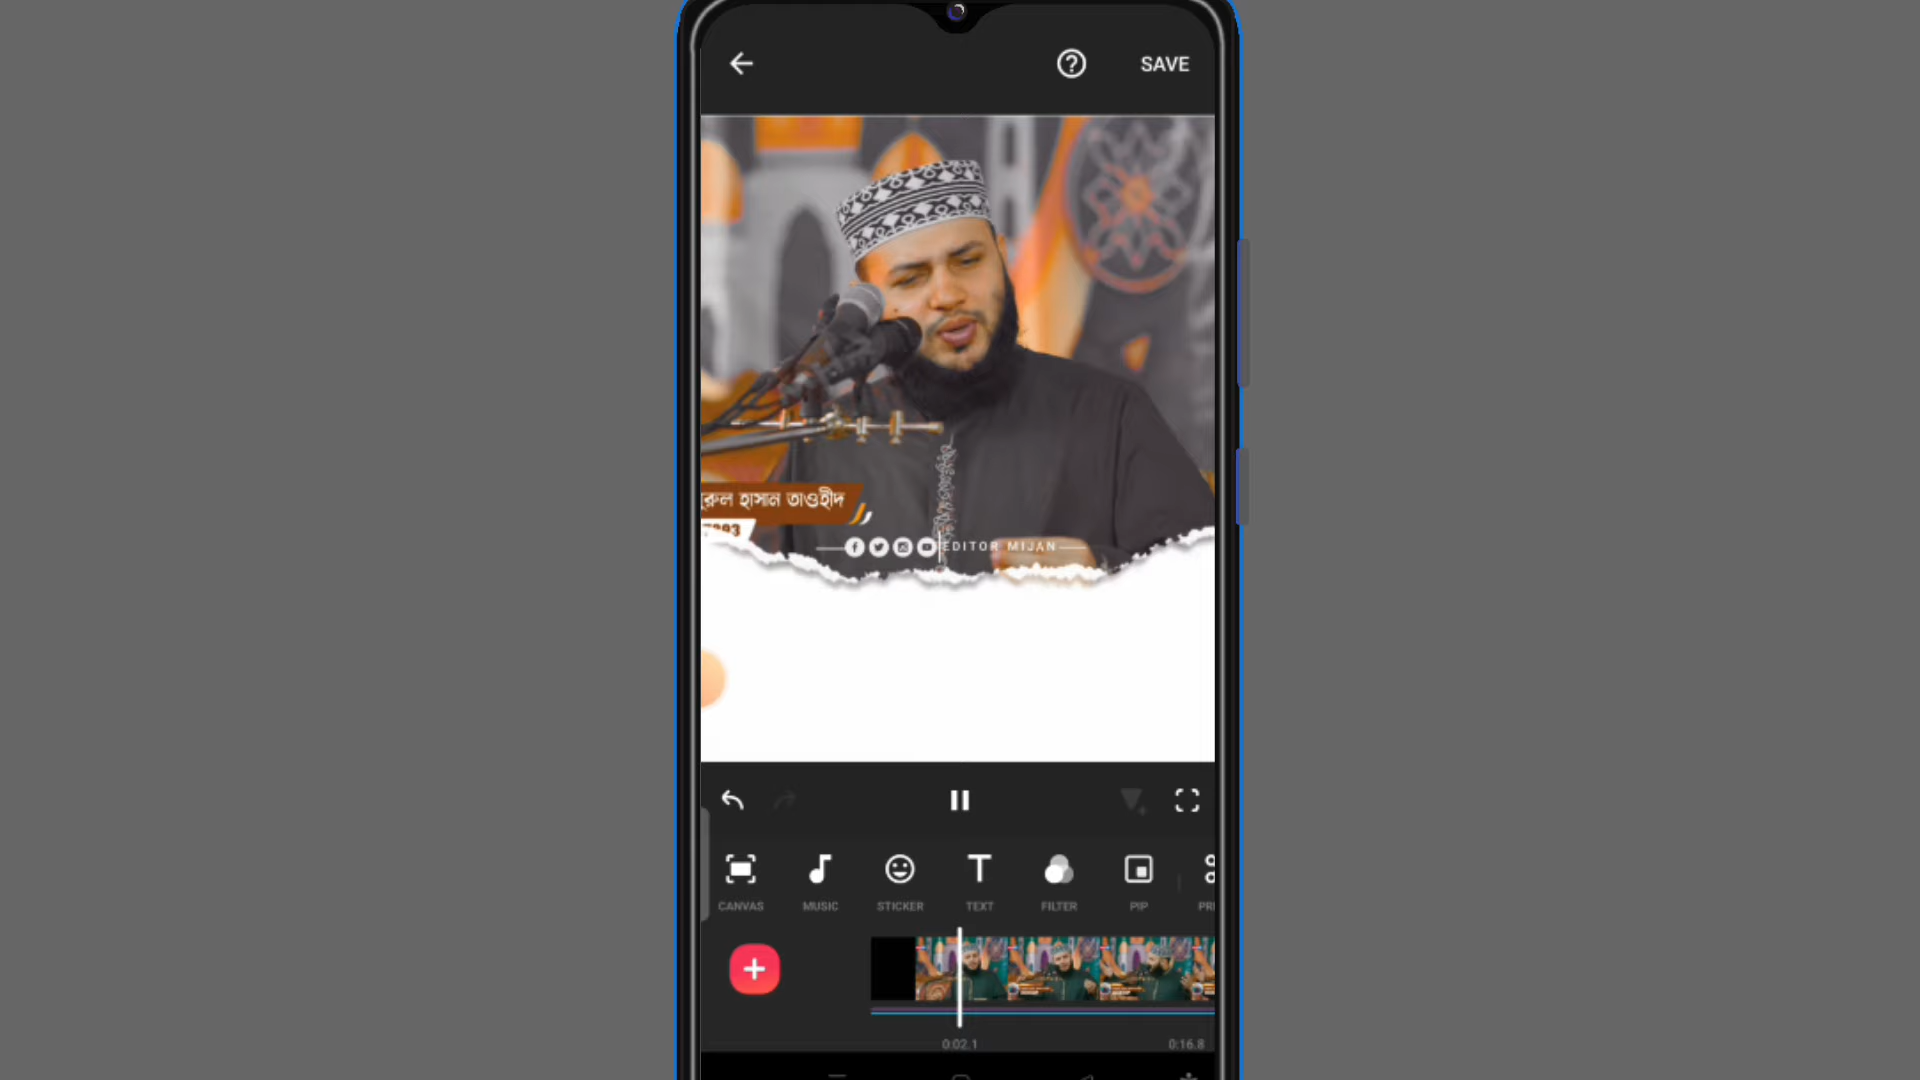 SAVE
হাসান তাওহীদ
EDITOR MIJAN
CANVAS MUSIC STICKER TEXT FILTER PIP
0:02.1 0:16.8